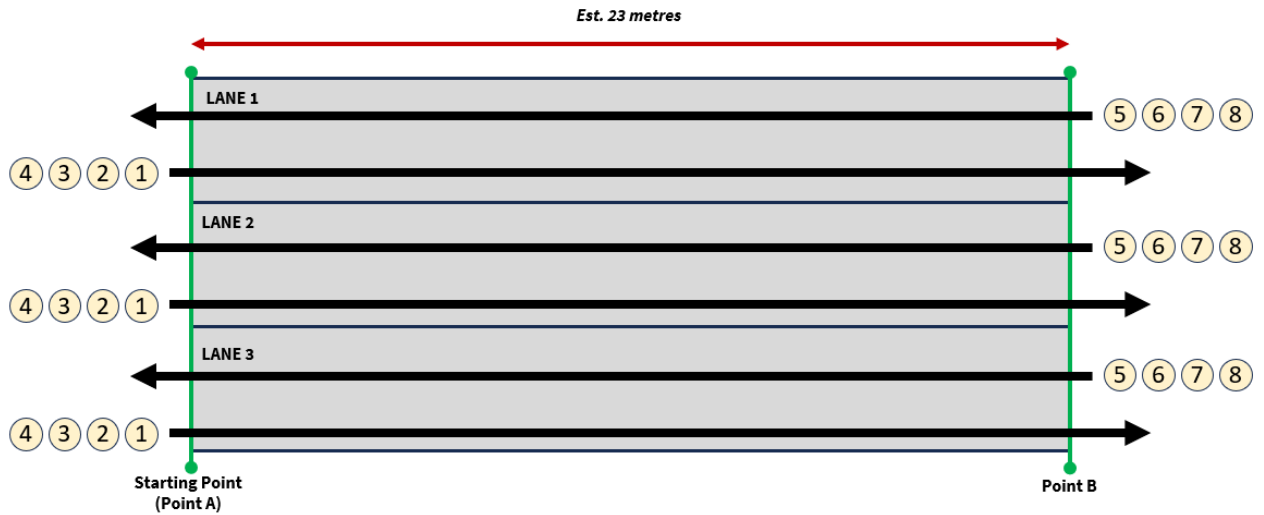 Est. 23 metres
LANE 1
5 6 7 8
4 3 2 1
LANE 2
5 6 7 8
4 3 2 1
LANE 3
5 6 7 8
4 3 2 1
Starting Point
(Point A)
Point B